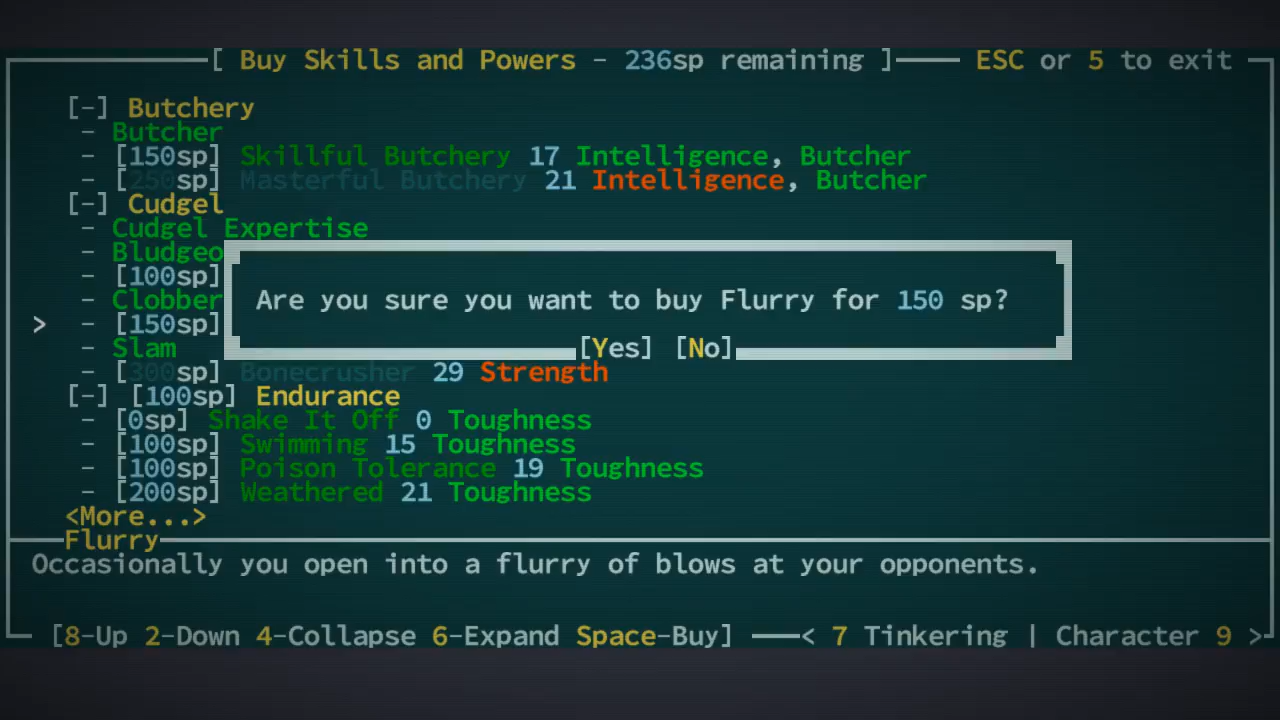 [ Buy Skills and Powers - 236sp remaining ] ESC or 5 to exit
[-] Butchery
- Butcher
- [150sp] Skillful Butchery 17 Intelligence, Butcher
- [250sp] Masterful Butchery 21 Intelligence, Butcher
[-] Cudgel
- Cudgel Expertise
- Bludgeo
- [100sp]
Are you sure you want to buy Flurry for 150 sp?
- Clobber
> - [150sp]
- Slam
[Yes] [No]
- [300sp] Bonecrusher 29 Strength
[-] [100sp] Endurance
- [0sp] Shake It Off 0 Toughness
- [100sp] Swimming 15 Toughness
- [100sp] Poison Tolerance 19 Toughness
- [200sp] Weathered 21 Toughness
<More...>
Flurry
Occasionally you open into a flurry of blows at your opponents.
[8-Up 2-Down 4-Collapse 6-Expand Space-Buy] < 7 Tinkering | Character 9 >